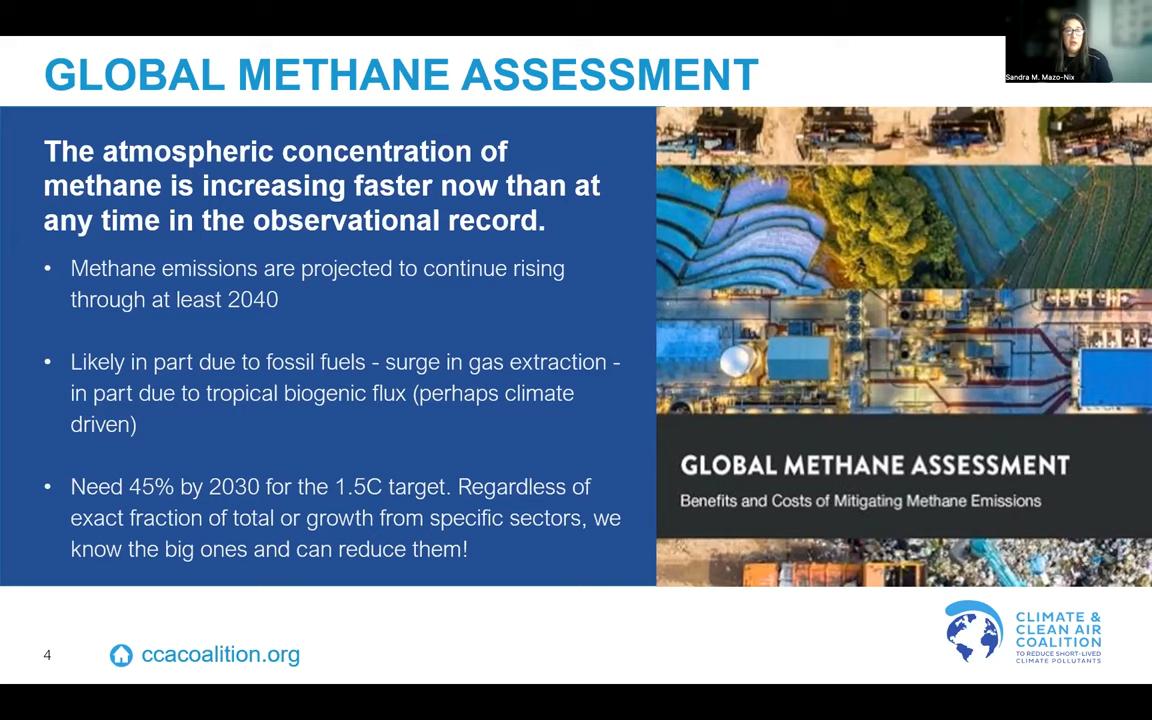 GLOBAL METHANE ASSESSMENT
Sandra M. Mazo-Nix
The atmospheric concentration of
methane is increasing faster now than at
any time in the observational record.
• Methane emissions are projected to continue rising
through at least 2040
• Likely in part due to fossil fuels - surge in gas extraction -
in part due to tropical biogenic flux (perhaps climate
driven)
• Need 45% by 2030 for the 1.5C target. Regardless of
exact fraction of total or growth from specific sectors, we
know the big ones and can reduce them!
GLOBAL METHANE ASSESSMENT
Benefits and Costs of Mitigating Methane Emissions
4
ccacoalition.org
CLIMATE &
CLEAN AIR
COALITION
TO REDUCE SHORT-LIVED
CLIMATE POLLUTANTS